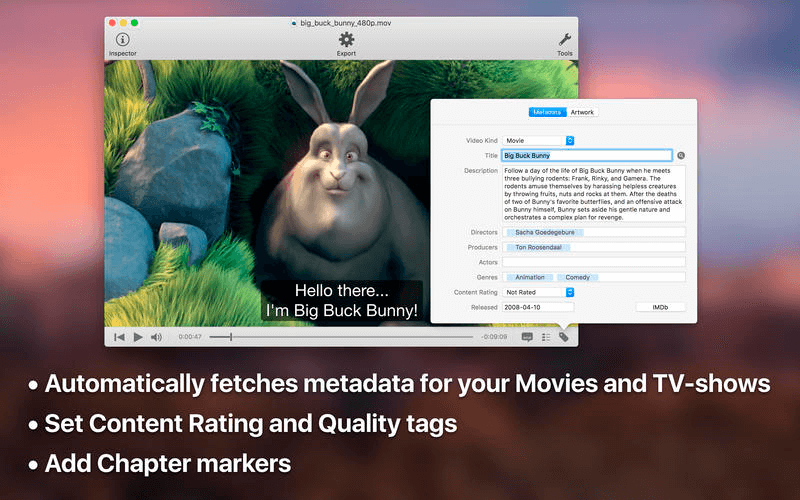 big_buck_bunny_480p.mov
Inspector
Export
Tools
Metadata
Artwork
Video Kind
Movie
Title
Big Buck Bunny
Description
Follow a day of the life of Big Buck Bunny when he meets
three bullying rodents: Frank, Rinky, and Gamera. The
rodents amuse themselves by harassing helpless creatures
by throwing fruits, nuts and rocks at them. After the deaths
of two of Bunny's favorite butterflies, and an offensive attack
on Bunny himself, Bunny sets aside his gentle nature and
orchestrates a complex plan for revenge.
Directors
Sacha Goedegebure
Producers
Ton Roosendaal
Actors
Genres
Animation
Comedy
Content Rating
Not Rated
Released
2008-04-10
IMDb
Hello there...
I'm Big Buck Bunny!
0:00:47
-0:09:09
• Automatically fetches metadata for your Movies and TV-shows
• Set Content Rating and Quality tags
• Add Chapter markers